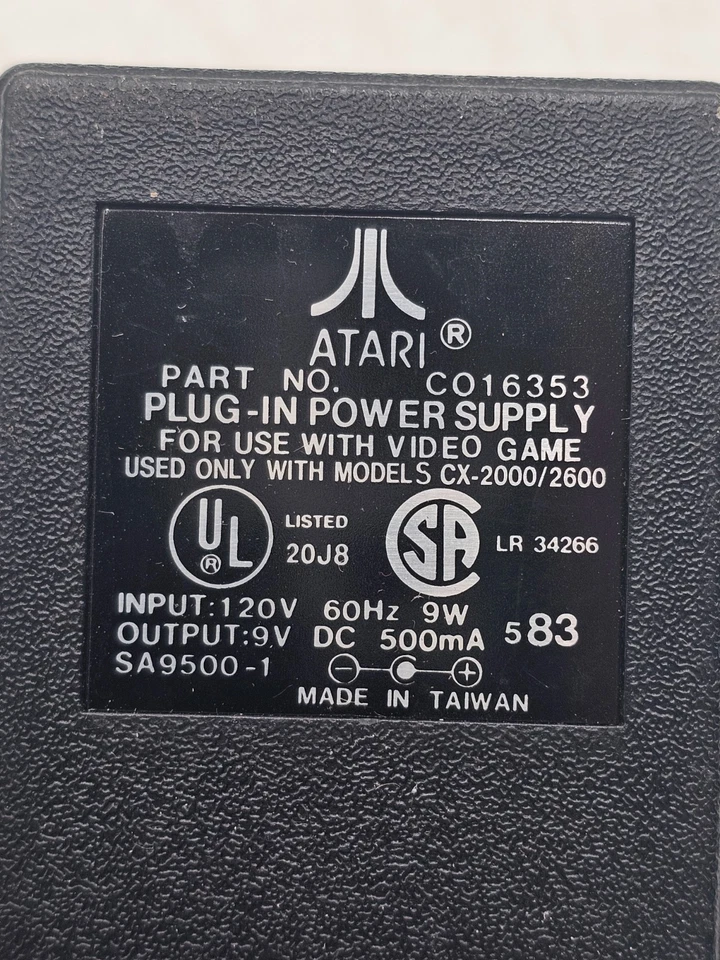 ATARI®
PART NO. CO16353
PLUG-IN POWER SUPPLY
FOR USE WITH VIDEO GAME
USED ONLY WITH MODELS CX-2000/2600
UL® LISTED 20J8 SA LR 34266
INPUT:120V 60Hz 9W
OUTPUT:9V DC 500mA 583
SA9500-1 - +
MADE IN TAIWAN